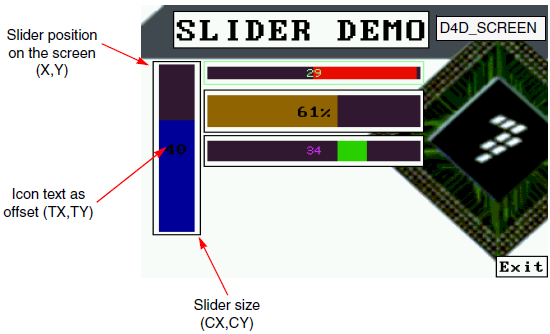 Slider position
on the screen
(X,Y)
SLIDER DEMO
D4D_SCREEN
29
61%
40
34
Icon text as
offset (TX,TY)
Exit
Slider size
(CX,CY)